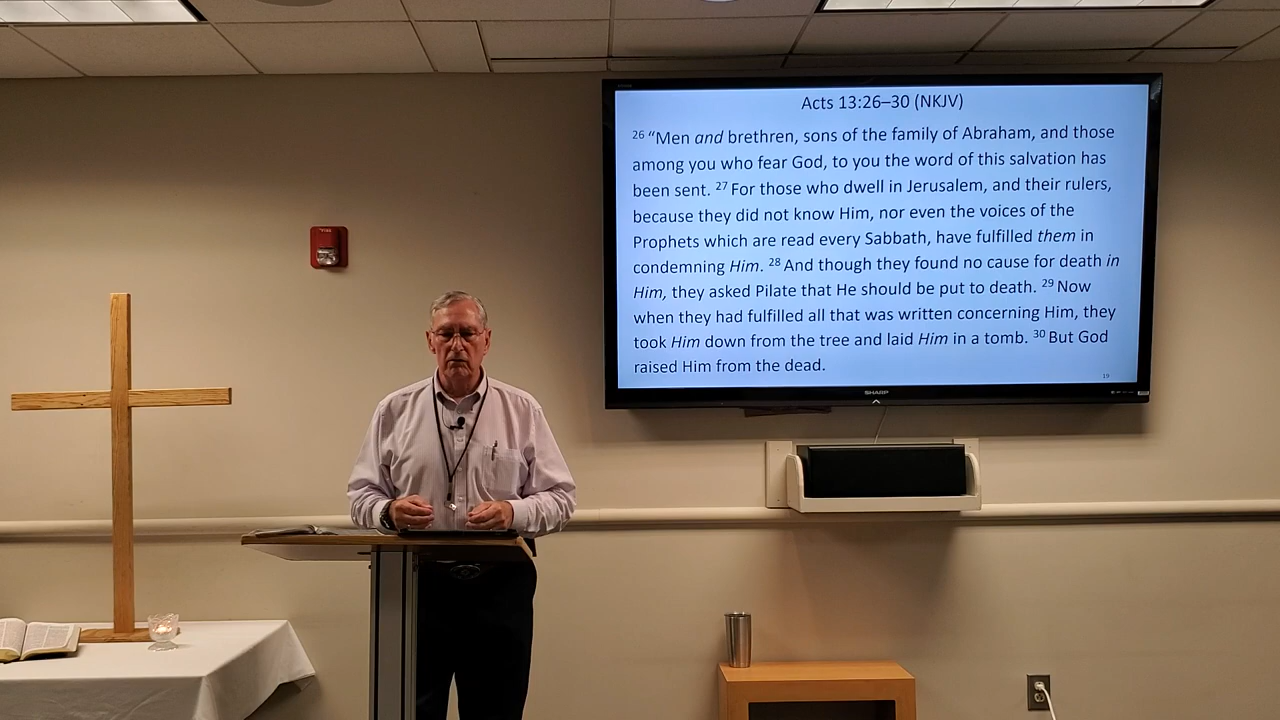 Acts 13:26–30 (NKJV)
26 “Men and brethren, sons of the family of Abraham, and those
among you who fear God, to you the word of this salvation has
been sent. 27 For those who dwell in Jerusalem, and their rulers,
because they did not know Him, nor even the voices of the
Prophets which are read every Sabbath, have fulfilled them in
condemning Him. 28 And though they found no cause for death in
Him, they asked Pilate that He should be put to death. 29 Now
when they had fulfilled all that was written concerning Him, they
took Him down from the tree and laid Him in a tomb. 30 But God
raised Him from the dead.
19
SHARP
FIRE